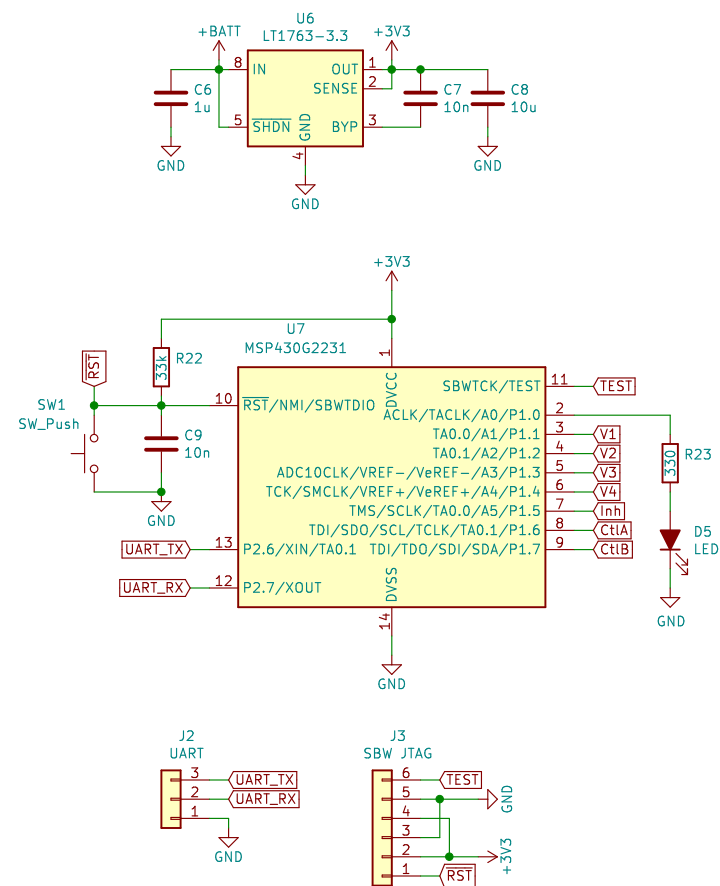 U6
LT1763-3.3
+BATT
+3V3
8 IN OUT 1
SENSE 2
C6
1u
C7
10n
C8
10u
5 SHDN GND BYP 3
4
GND
GND
GND
+3V3
U7
MSP430G2231
1
DVCC
RST
33k
R22
SW1
SW_Push
C9
10n
GND
10 RST/NMI/SBWTDIO
SBWTCK/TEST 11 TEST
ACLK/TACLK/A0/P1.0 2
TA0.0/A1/P1.1 3 V1
TA0.1/A2/P1.2 4 V2
ADC10CLK/VREF-/VeREF-/A3/P1.3 5 V3
TCK/SMCLK/VREF+/VeREF+/A4/P1.4 6 V4
TMS/SCLK/TA0.0/A5/P1.5 7 Inh
TDI/SDO/SCL/TCLK/TA0.1/P1.6 8 CtlA
UART_TX 13 P2.6/XIN/TA0.1 TDI/TDO/SDI/SDA/P1.7 9 CtlB
UART_RX 12 P2.7/XOUT
DVSS
14
GND
330
R23
D5
LED
GND
J2
UART
3 UART_TX
2 UART_RX
1
GND
J3
SBW JTAG
6 TEST
5 GND
4
3
2 +3V3
1 RST